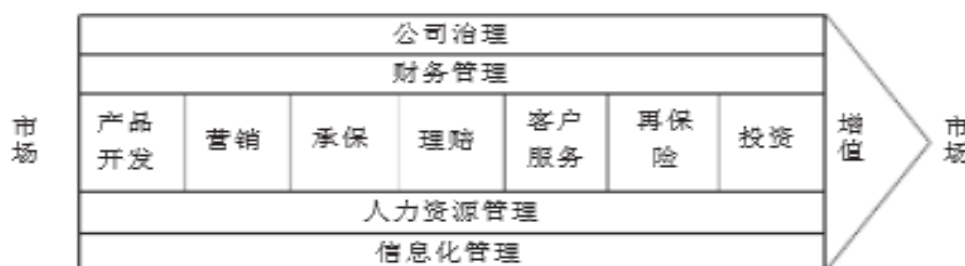 公司治理
财务管理
市场
产品
开发
营销
承保
理赔
客户
服务
再保
险
投资
增值
市场
人力资源管理
信息化管理